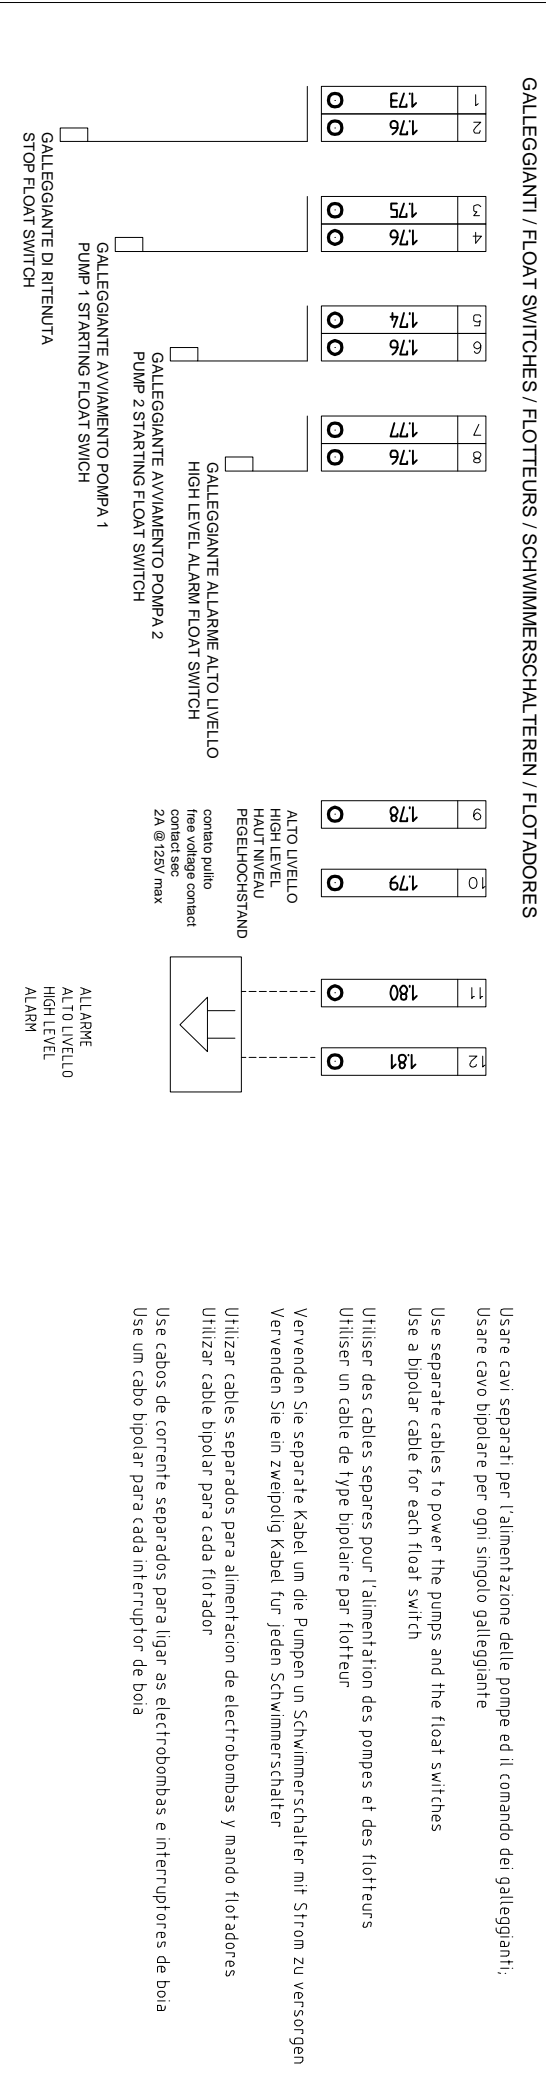 GALLEGGIANTI / FLOAT SWITCHES / FLOTTEURS / SCHWIMMERSCHALTEREN / FLOTADORES
1 1.73
2 1.76
3 1.75
4 1.76
5 1.74
6 1.76
7 1.77
8 1.76
9 1.78
10 1.79
11 1.80
12 1.81
GALLEGGIANTE DI RITENUTA
STOP FLOAT SWITCH
GALLEGGIANTE AVVIAMENTO POMPA 1
PUMP 1 STARTING FLOAT SWICH
GALLEGGIANTE AVVIAMENTO POMPA 2
PUMP 2 STARTING FLOAT SWITCH
GALLEGGIANTE ALLARME ALTO LIVELLO
HIGH LEVEL ALARM FLOAT SWITCH
ALTO LIVELLO
HIGH LEVEL
HAUT NIVEAU
PEGELHOCHSTAND
contato pulito
free voltage contact
contact sec
2A @125V max
ALLARME
ALTO LIVELLO
HIGH LEVEL
ALARM
Usare cavi separati per l'alimentazione delle pompe ed il comando dei galleggianti;
Usare cavo bipolare per ogni singolo galleggiante
Use separate cables to power the pumps and the float switches
Use a bipolar cable for each float switch
Utiliser des cables separes pour l'alimentation des pompes et des flotteurs
Utiliser un cable de type bipolaire par flotteur
Vervenden Sie separate Kabel um die Pumpen un Schwimmerschalter mit Strom zu versorgen
Vervenden Sie ein zweipolig Kabel fur jeden Schwimmerschalter
Utilizar cables separados para alimentacion de electrobombas y mando flotadores
Utilizar cable bipolar para cada flotador
Use cabos de corrente separados para ligar as electrobombas e interruptores de boia
Use um cabo bipolar para cada interruptor de boia